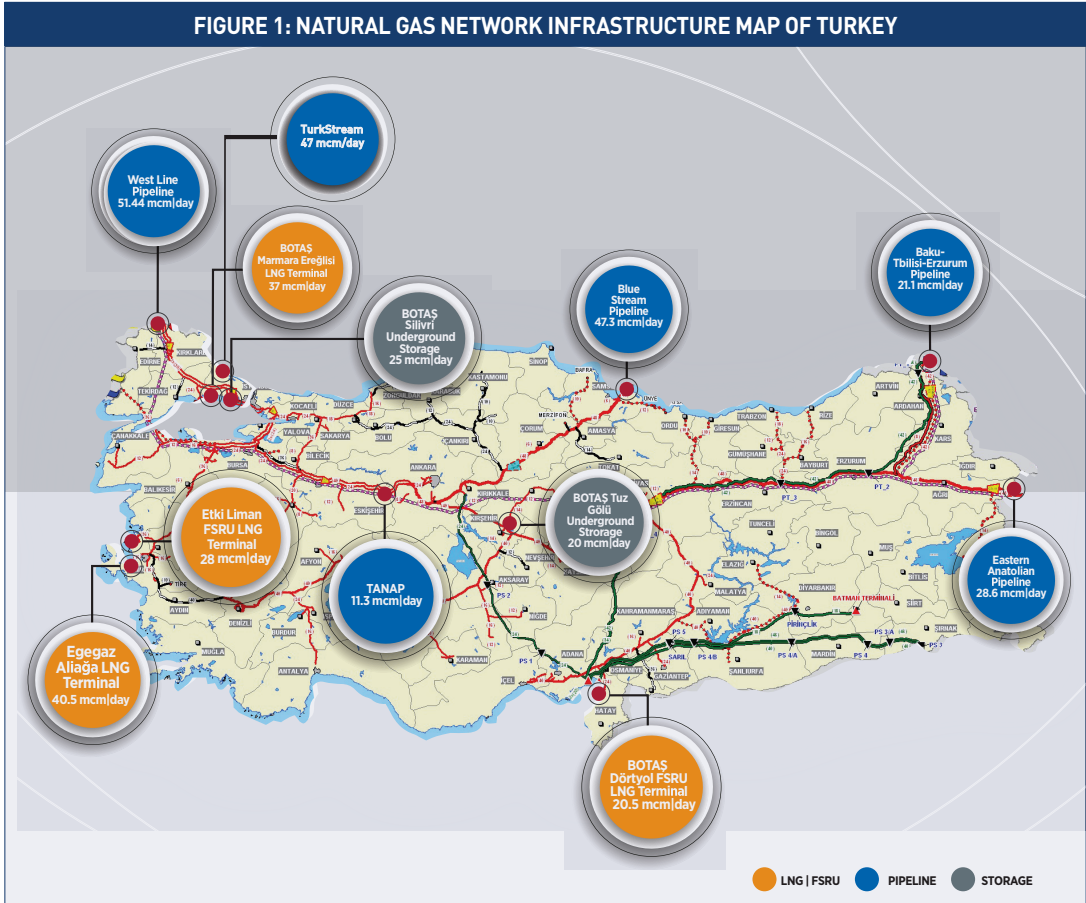 FIGURE 1: NATURAL GAS NETWORK INFRASTRUCTURE MAP OF TURKEY
TurkStream
47 mcm/day
West Line
Pipeline
51.44 mcm|day
BOTAŞ
Marmara Ereğlisi
LNG Terminal
37 mcm|day
BOTAŞ
Silivri
Underground
Storage
25 mcm|day
Blue
Stream
Pipeline
47.3 mcm|day
Baku-
Tbilisi-Erzurum
Pipeline
21.1 mcm|day
EDIRNE
TEKİRDAĞ
KOCAELİ
DÜZCE
KASTAMONU
SİNOP
BAFRA
ÜNYE
ARTVİN
ARDAHAN
KARS
ÇANAKKALE
YALOVA
SAKARYA
BOLU
ÇANKIRI
ÇORUM
MERZİFON
AMASYA
ORDU
GİRESUN
TRABZON
RİZE
BİLECİK
BURSA
ANKARA
TOKAT
GÜMÜŞHANE
BAYBURT
ERZURUM
IĞDIR
BALIKESİR
ESKİŞEHİR
KIRIKKALE
KIRŞEHİR
ERZİNCAN
PT_3
PT_2
AĞRI
Etki Liman
FSRU LNG
Terminal
28 mcm|day
BOTAŞ Tuz
Gölü
Underground
Storage
20 mcm|day
TUNCELİ
BİNGÖL
MUŞ
AFYON
NEVŞEHİR
ELAZIĞ
BİTLİS
Eastern
Anatolian
Pipeline
28.6 mcm|day
TANAP
11.3 mcm|day
AKSARAY
PS 2
MALATYA
DİYARBAKIR
BATMAN TERMİNALİ
SİİRT
TİRE
AYDIN
DENİZLİ
BURDUR
NİĞDE
KAHRAMANMARAŞ
ADIYAMAN
PİRİNÇLİK
ŞIRNAK
MUĞLA
ANTALYA
KARAMAN
PS 1
ADANA
PS 5
SARIL
PS 4/B
PS 4/A
MARDİN
PS 4
PS 3/A
PS 3
Egegaz
Aliağa LNG
Terminal
40.5 mcm|day
İÇEL
OSMANİYE
GAZİANTEP
ŞANLIURFA
HATAY
BOTAŞ
Dörtyol FSRU
LNG Terminal
20.5 mcm|day
LNG | FSRU
PIPELINE
STORAGE